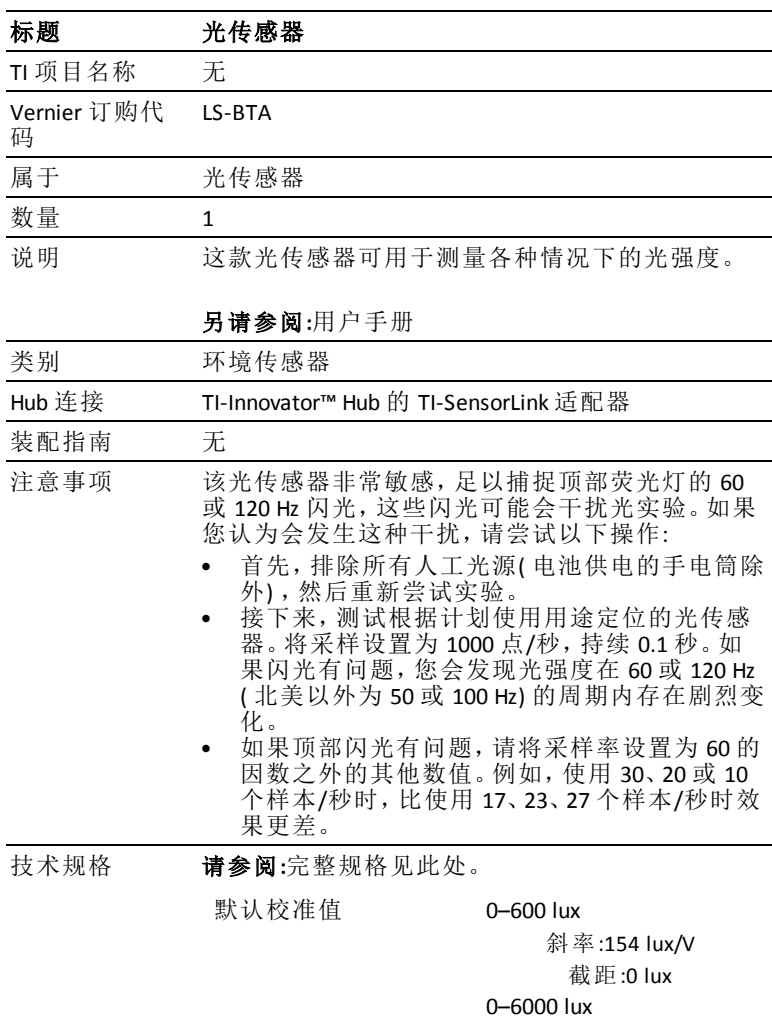 标题 光传感器
TI 项目名称 无
Vernier 订购代 LS-BTA
码
属于 光传感器
数量 1
说明 这款光传感器可用于测量各种情况下的光强度。
另请参阅:用户手册
类别 环境传感器
Hub 连接 TI-Innovator™ Hub 的 TI-SensorLink 适配器
装配指南 无
注意事项 该光传感器非常敏感，足以捕捉顶部荧光灯的 60
或 120 Hz 闪光，这些闪光可能会干扰光实验。如果
您认为会发生这种干扰，请尝试以下操作:
• 首先，排除所有人工光源( 电池供电的手电筒除
外) ，然后重新尝试实验。
• 接下来，测试根据计划使用用途定位的光传感
器。将采样设置为 1000 点/秒，持续 0.1 秒。如
果闪光有问题，您会发现光强度在 60 或 120 Hz
( 北美以外为 50 或 100 Hz) 的周期内存在剧烈变
化。
• 如果顶部闪光有问题，请将采样率设置为 60 的
因数之外的其他数值。例如，使用 30、20 或 10
个样本/秒时，比使用 17、23、27 个样本/秒时效
果更差。
技术规格 请参阅:完整规格见此处。
默认校准值 0–600 lux
斜率:154 lux/V
截距:0 lux
0–6000 lux